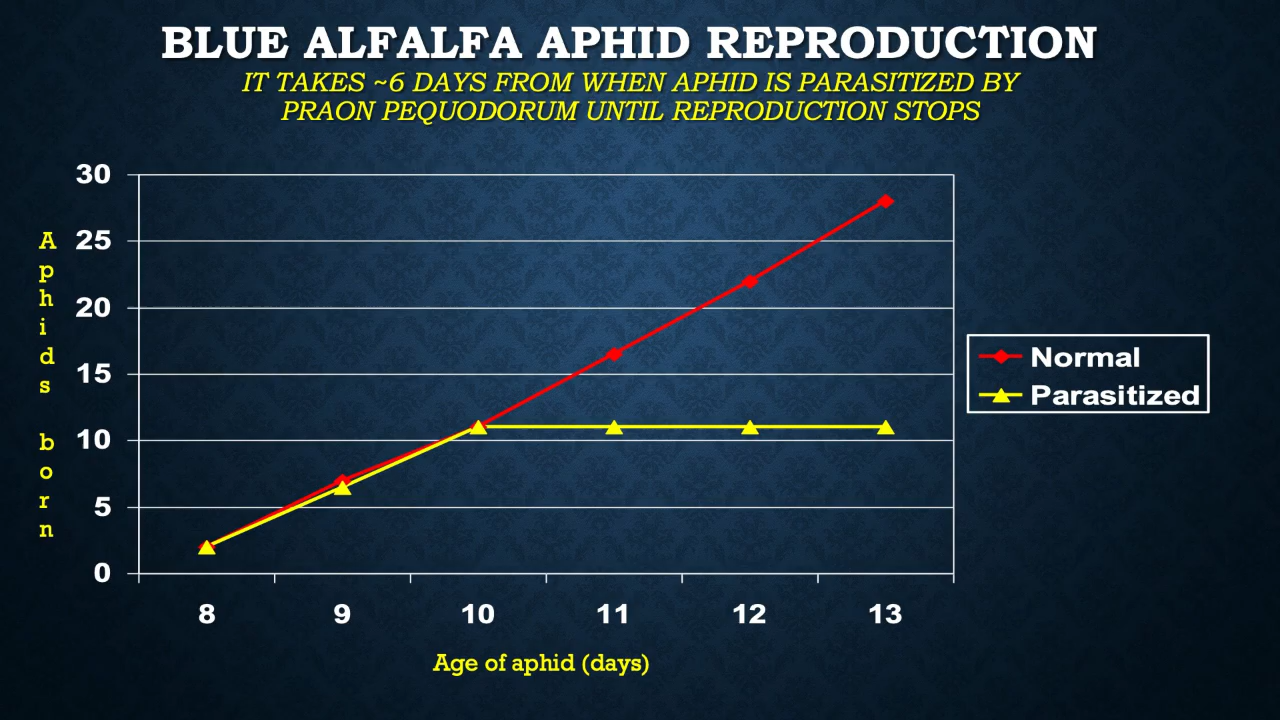 BLUE ALFALFA APHID REPRODUCTION
IT TAKES ~6 DAYS FROM WHEN APHID IS PARASITIZED BY
PRAON PEQUODORUM UNTIL REPRODUCTION STOPS
Aphids born
30
25
20
15
10
5
0
8 9 10 11 12 13
Age of aphid (days)
Normal
Parasitized